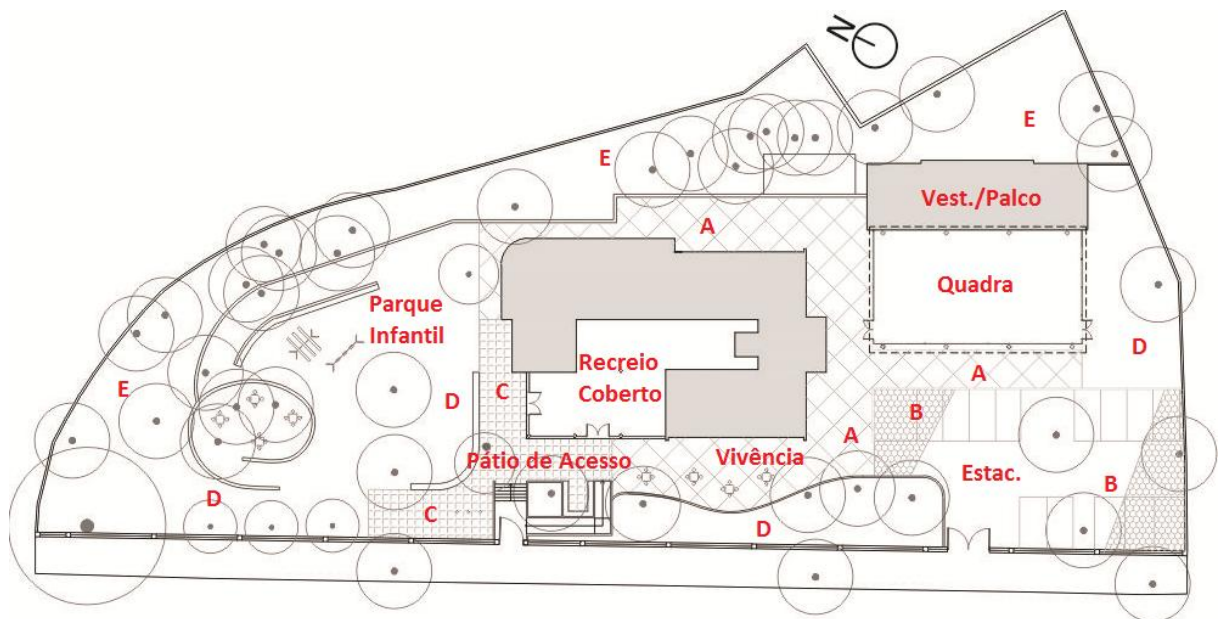 N
E
E
Vest./Palco
A
Parque
Infantil
Quadra
Recreio
Coberto
D
A
E
C
D
B
A
Pátio de Acesso
Vivência
Estac.
B
D
C
D